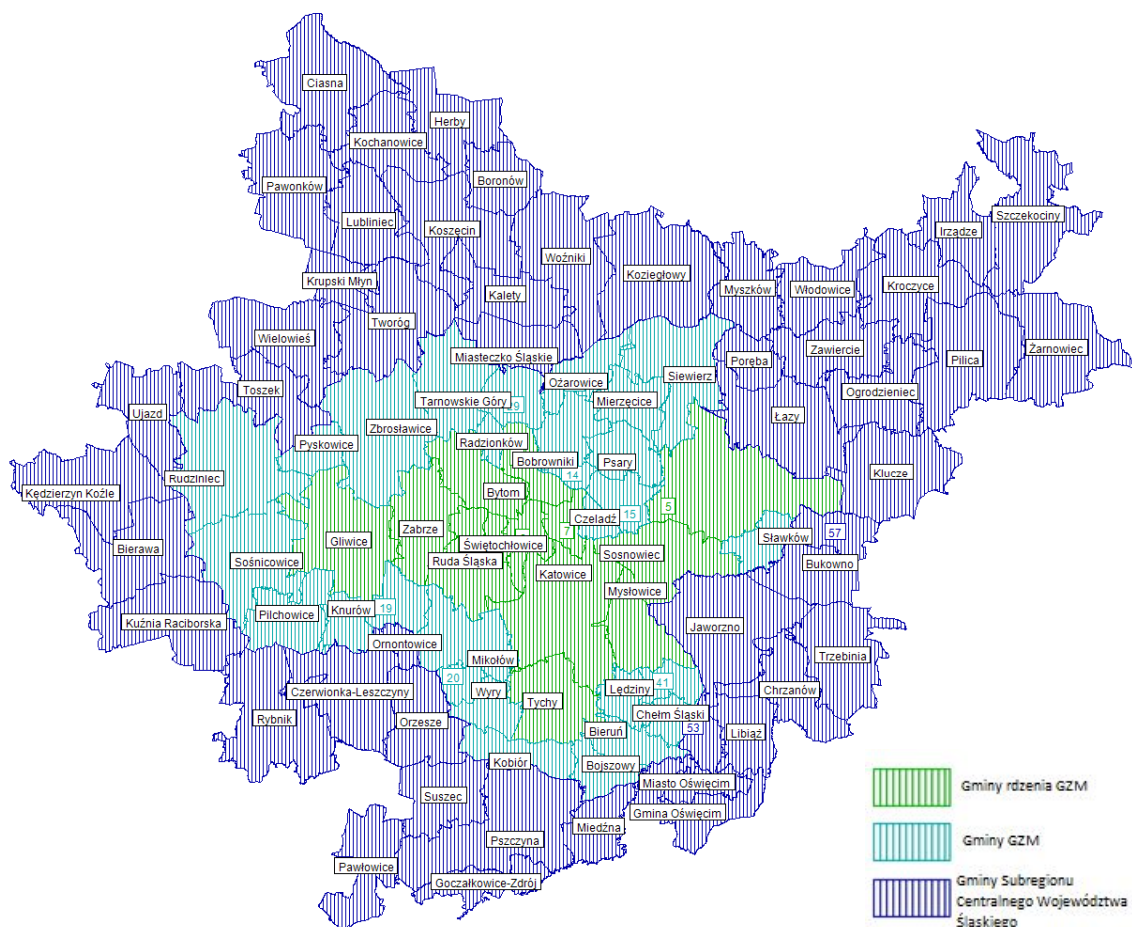 Ciasna
Herby
Kochanowice
Boronów
Pawonków
Szczekociny
Lubliniec
Koszęcin
Irządze
Woźniki
Koziegłowy
Krupski Młyn
Kalety
Myszków
Włodowice
Kroczyce
Tworóg
Wielowieś
Zawiercie
Żarnowiec
Miasteczko Śląskie
Poręba
Pilica
Ożarowice
Siewierz
Toszek
Ogrodzieniec
Tarnowskie Góry
Mierzęcice
Ujazd
Łazy
Zbrosławice
Pyskowice
Radzionków
Bobrowniki
Psary
Klucze
Rudziniec
14
Kędzierzyn Koźle
Bytom
5
Czeladź
15
Zabrze
7
57
Gliwice
Sławków
Bierawa
Świętochłowice
Sosnowiec
Sośnicowice
Ruda Śląska
Bukowno
Katowice
Mysłowice
Knurów
19
Pilchowice
Kuźnia Raciborska
Jaworzno
Ornontowice
Trzebinia
Mikołów
20
41
Czerwionka-Leszczyny
Wyry
Lędziny
Chrzanów
Tychy
Chełm Śląski
Rybnik
Orzesze
Bieruń
53
Libiąż
Kobiór
Bojszowy
Miasto Oświęcim
Suszec
Gmina Oświęcim
Miedźna
Pszczyna
Pawłowice
Goczałkowice-Zdrój
Gminy rdzenia GZM
Gminy GZM
Gminy Subregionu
Centralnego Województwa
Śląskiego